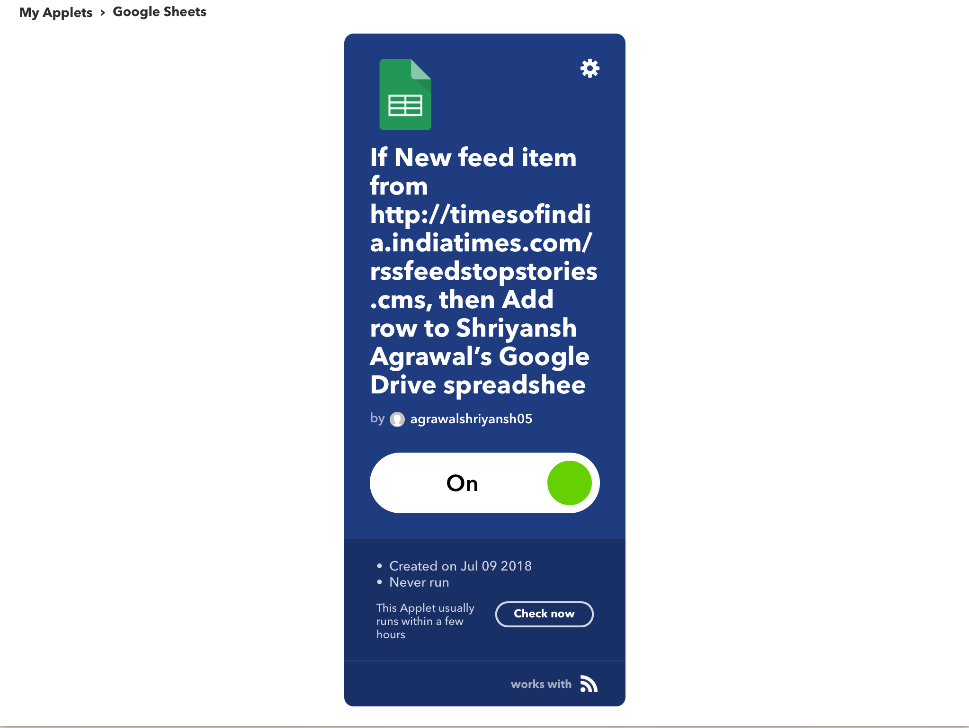 My Applets › Google Sheets
If New feed item
from
http://timesofindi
a.indiatimes.com/
rssfeedstopstories
.cms, then Add
row to Shriyansh
Agrawal’s Google
Drive spreadshee
by agrawalshriyansh05
On
• Created on Jul 09 2018
• Never run
This Applet usually
runs within a few
hours
Check now
works with